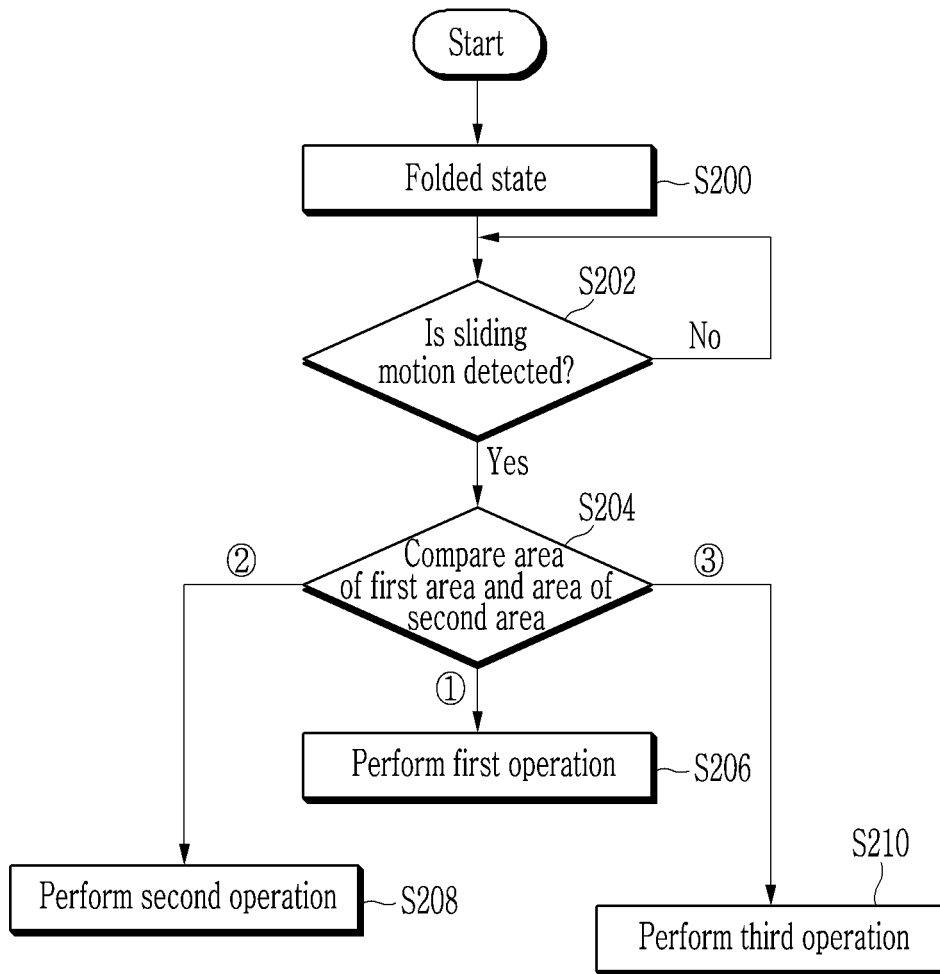 Start
Folded state
S200
S202
Is sliding
motion detected?
No
Yes
S204
Compare area
of first area and area of
second area
②
③
①
Perform first operation
S206
Perform second operation
S208
S210
Perform third operation